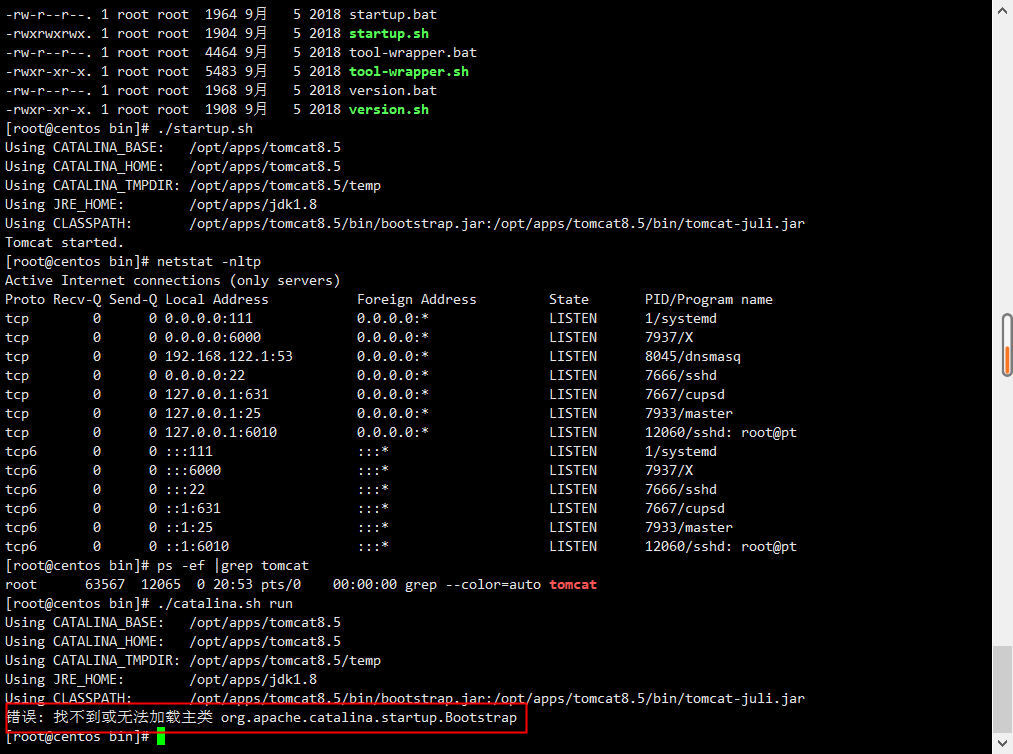 -rw-r--r--. 1 root root  1964 9月   5 2018 startup.bat
-rwxrwxrwx. 1 root root  1904 9月   5 2018 startup.sh
-rw-r--r--. 1 root root  4464 9月   5 2018 tool-wrapper.bat
-rwxr-xr-x. 1 root root  5483 9月   5 2018 tool-wrapper.sh
-rw-r--r--. 1 root root  1968 9月   5 2018 version.bat
-rwxr-xr-x. 1 root root  1908 9月   5 2018 version.sh
[root@centos bin]# ./startup.sh
Using CATALINA_BASE:   /opt/apps/tomcat8.5
Using CATALINA_HOME:   /opt/apps/tomcat8.5
Using CATALINA_TMPDIR: /opt/apps/tomcat8.5/temp
Using JRE_HOME:        /opt/apps/jdk1.8
Using CLASSPATH:       /opt/apps/tomcat8.5/bin/bootstrap.jar:/opt/apps/tomcat8.5/bin/tomcat-juli.jar
Tomcat started.
[root@centos bin]# netstat -nltp
Active Internet connections (only servers)
Proto Recv-Q Send-Q Local Address           Foreign Address         State       PID/Program name
tcp        0      0 0.0.0.0:111             0.0.0.0:*               LISTEN      1/systemd
tcp        0      0 0.0.0.0:6000            0.0.0.0:*               LISTEN      7937/X
tcp        0      0 192.168.122.1:53        0.0.0.0:*               LISTEN      8045/dnsmasq
tcp        0      0 0.0.0.0:22              0.0.0.0:*               LISTEN      7666/sshd
tcp        0      0 127.0.0.1:631           0.0.0.0:*               LISTEN      7667/cupsd
tcp        0      0 127.0.0.1:25            0.0.0.0:*               LISTEN      7933/master
tcp        0      0 127.0.0.1:6010          0.0.0.0:*               LISTEN      12060/sshd: root@pt
tcp6       0      0 :::111                  :::*                    LISTEN      1/systemd
tcp6       0      0 :::6000                 :::*                    LISTEN      7937/X
tcp6       0      0 :::22                   :::*                    LISTEN      7666/sshd
tcp6       0      0 ::1:631                 :::*                    LISTEN      7667/cupsd
tcp6       0      0 ::1:25                  :::*                    LISTEN      7933/master
tcp6       0      0 ::1:6010                :::*                    LISTEN      12060/sshd: root@pt
[root@centos bin]# ps -ef |grep tomcat
root      63567  12065  0 20:53 pts/0    00:00:00 grep --color=auto tomcat
[root@centos bin]# ./catalina.sh run
Using CATALINA_BASE:   /opt/apps/tomcat8.5
Using CATALINA_HOME:   /opt/apps/tomcat8.5
Using CATALINA_TMPDIR: /opt/apps/tomcat8.5/temp
Using JRE_HOME:        /opt/apps/jdk1.8
Using CLASSPATH:       /opt/apps/tomcat8.5/bin/bootstrap.jar:/opt/apps/tomcat8.5/bin/tomcat-juli.jar
错误: 找不到或无法加载主类 org.apache.catalina.startup.Bootstrap
[root@centos bin]#